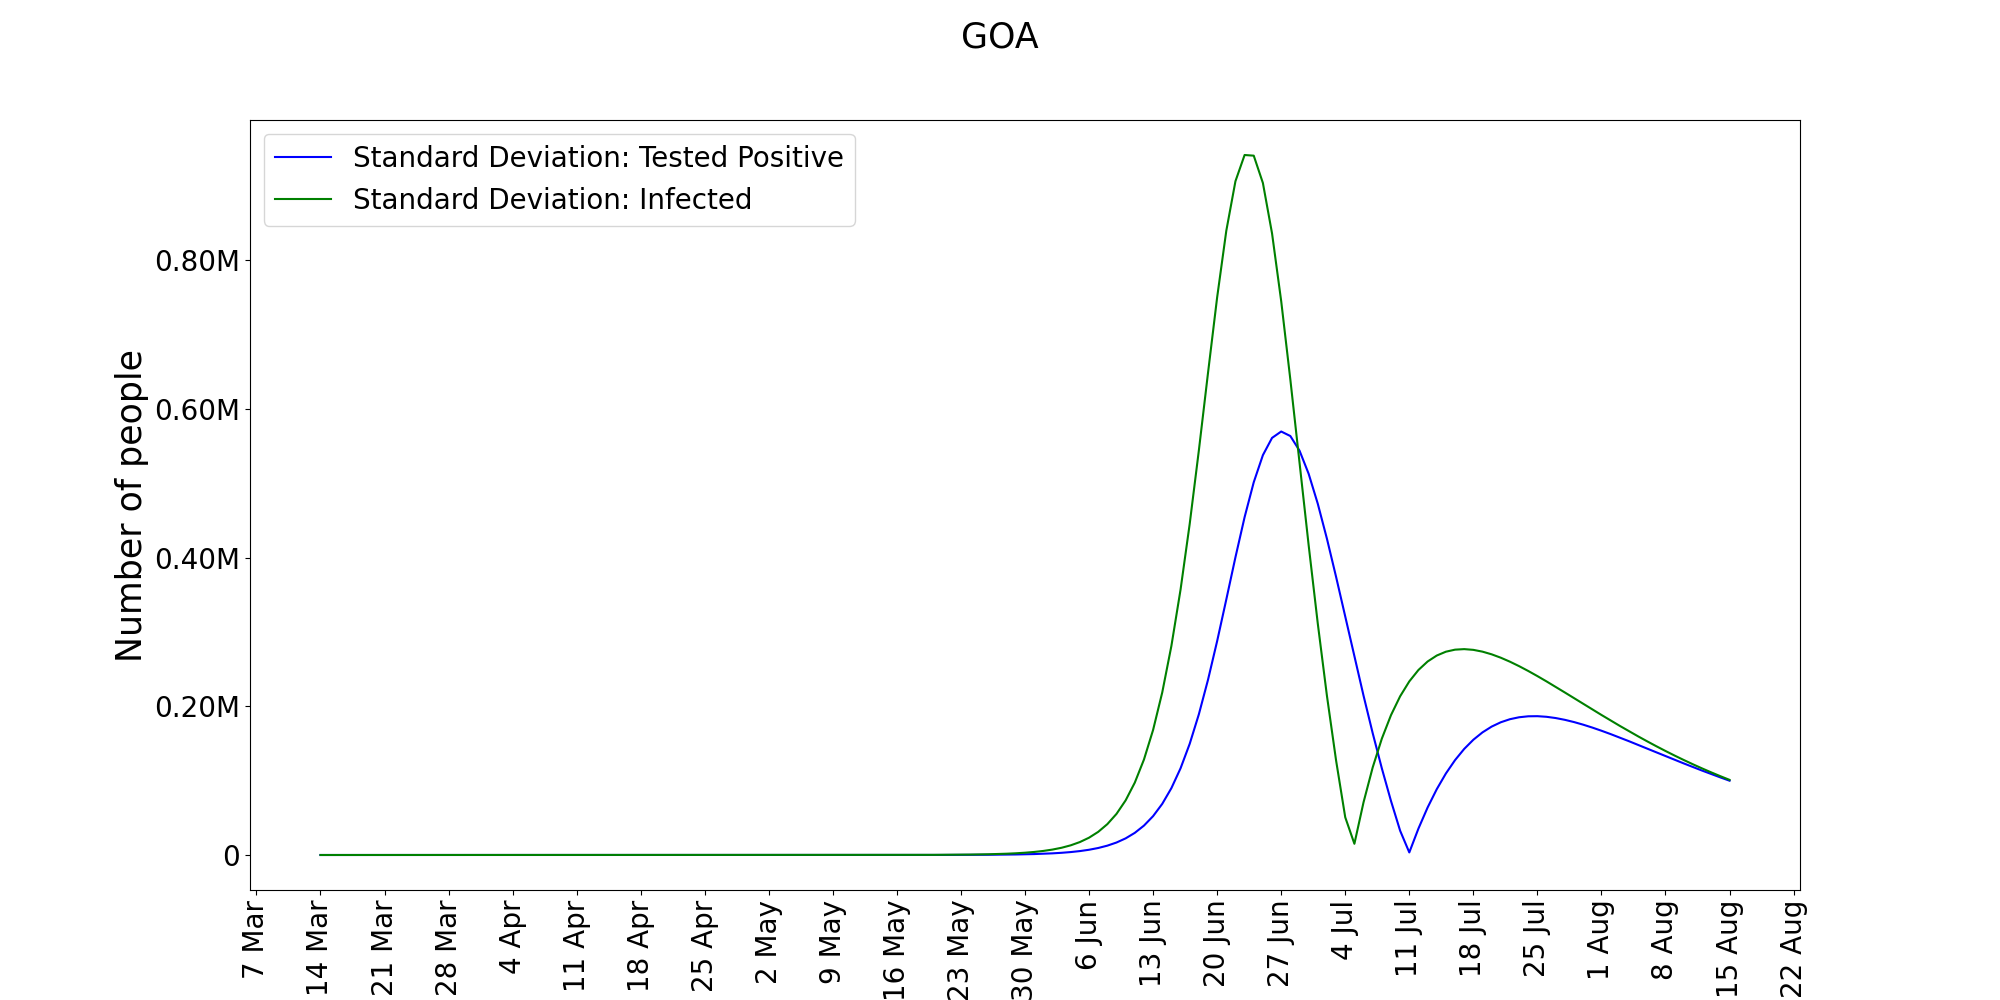 GOA
Standard Deviation: Tested Positive
Standard Deviation: Infected
Number of people
0.80M
0.60M
0.40M
0.20M
0
7 Mar
14 Mar
21 Mar
28 Mar
4 Apr
11 Apr
18 Apr
25 Apr
2 May
9 May
16 May
23 May
30 May
6 Jun
13 Jun
20 Jun
27 Jun
4 Jul
11 Jul
18 Jul
25 Jul
1 Aug
8 Aug
15 Aug
22 Aug